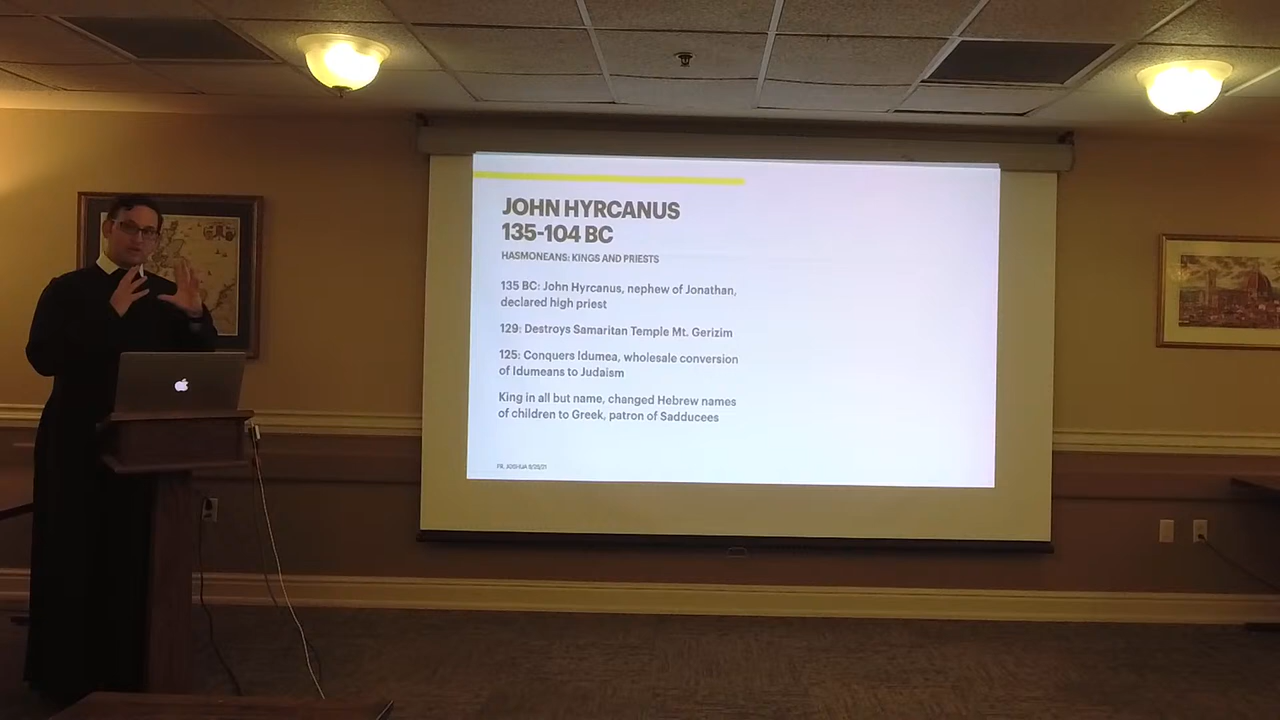 JOHN HYRCANUS
135-104 BC
HASMONEANS: KINGS AND PRIESTS
135 BC: John Hyrcanus, nephew of Jonathan,
declared high priest
129: Destroys Samaritan Temple Mt. Gerizim
125: Conquers Idumea, wholesale conversion
of Idumeans to Judaism
King in all but name, changed Hebrew names
of children to Greek, patron of Sadducees
FR. JOSHUA